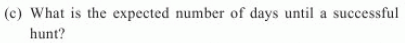 (c) What is the expected number of days until a successful
hunt?